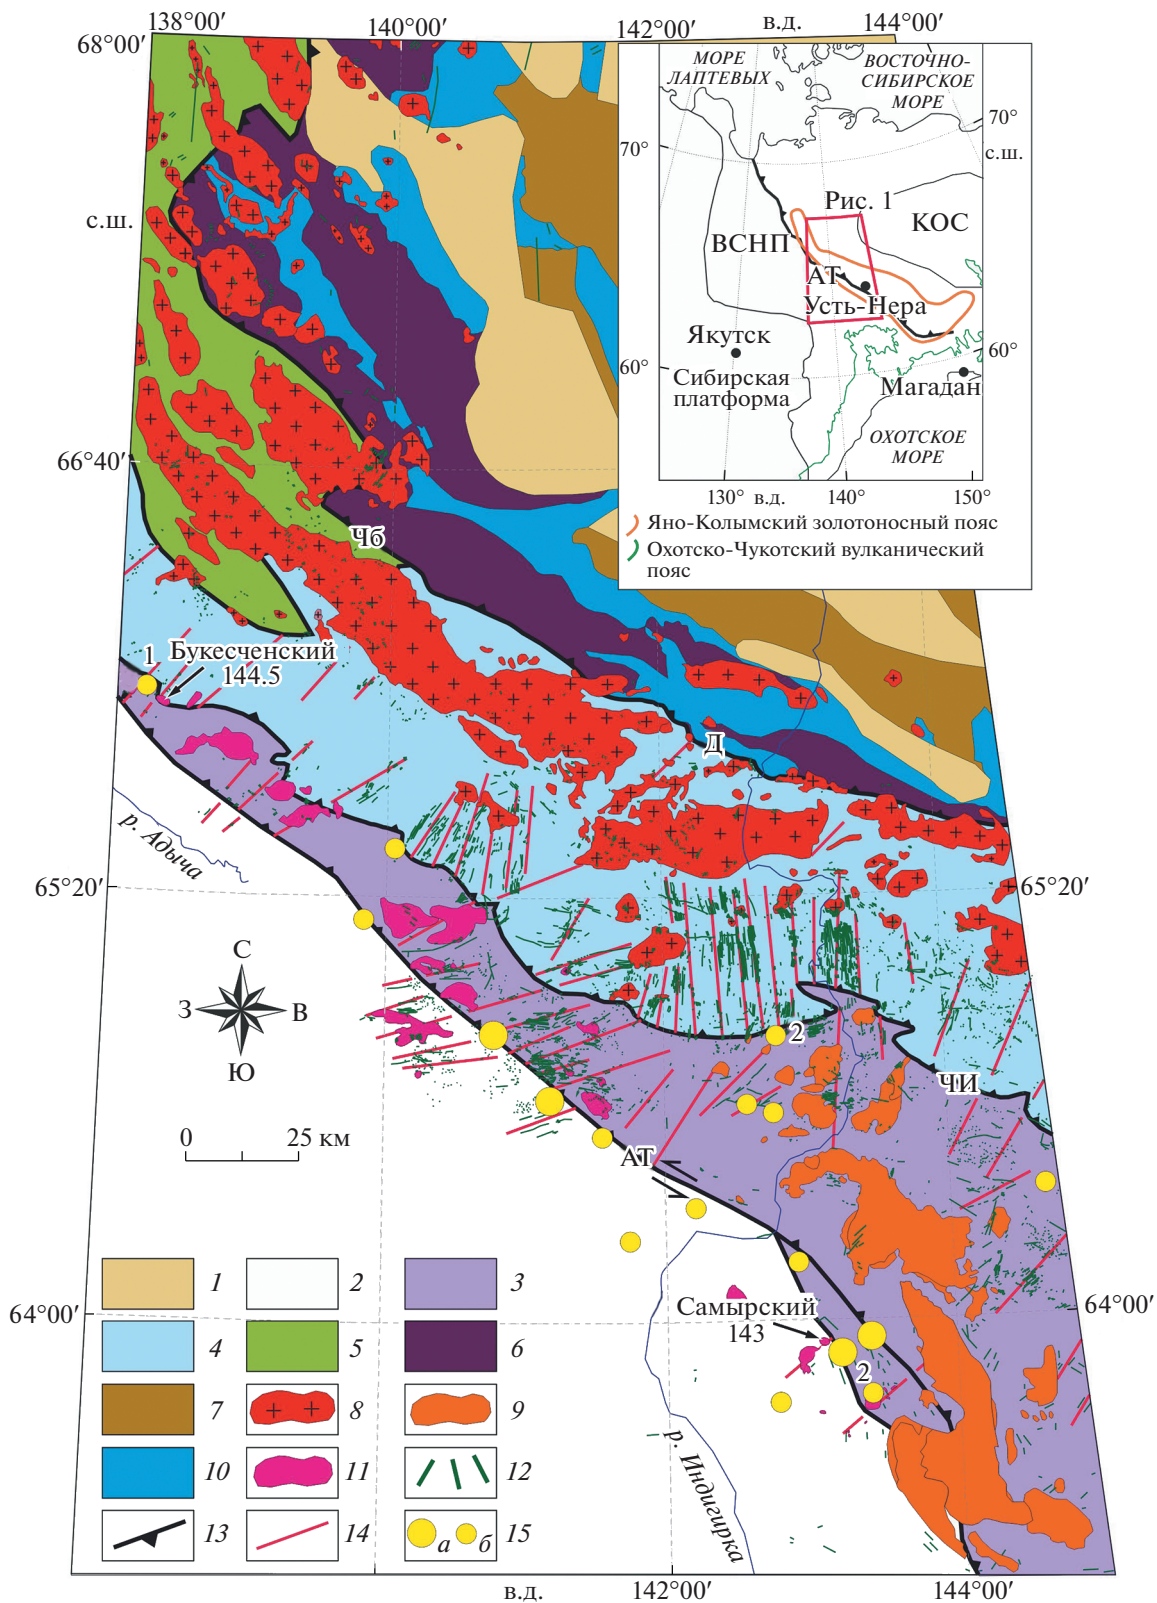 138°00′
140°00′
142°00′
в.д.
144°00′
68°00′
с.ш.
66°40′
65°20′
65°20′
64°00′
64°00′
в.д.
142°00′
144°00′
МОРЕ
ЛАПТЕВЫХ
ВОСТОЧНО-
СИБИРСКОЕ
МОРЕ
70°
70°
с.ш.
Рис. 1
КОС
ВСНП
АТ
Усть-Нера
Якутск
60°
60°
Сибирская
платформа
Магадан
ОХОТСКОЕ
МОРЕ
130°
в.д.
140°
150°
Яно-Колымский золотоносный пояс
Охотско-Чукотский вулканический
пояс
Чб
1
Букесченский
144.5
Д
р. Адыча
С
З
В
Ю
0
25 км
2
ЧИ
АТ
Самырский
143
2
р. Индигирка
1
2
3
4
5
6
7
8
9
10
11
12
13
14
а
б
15